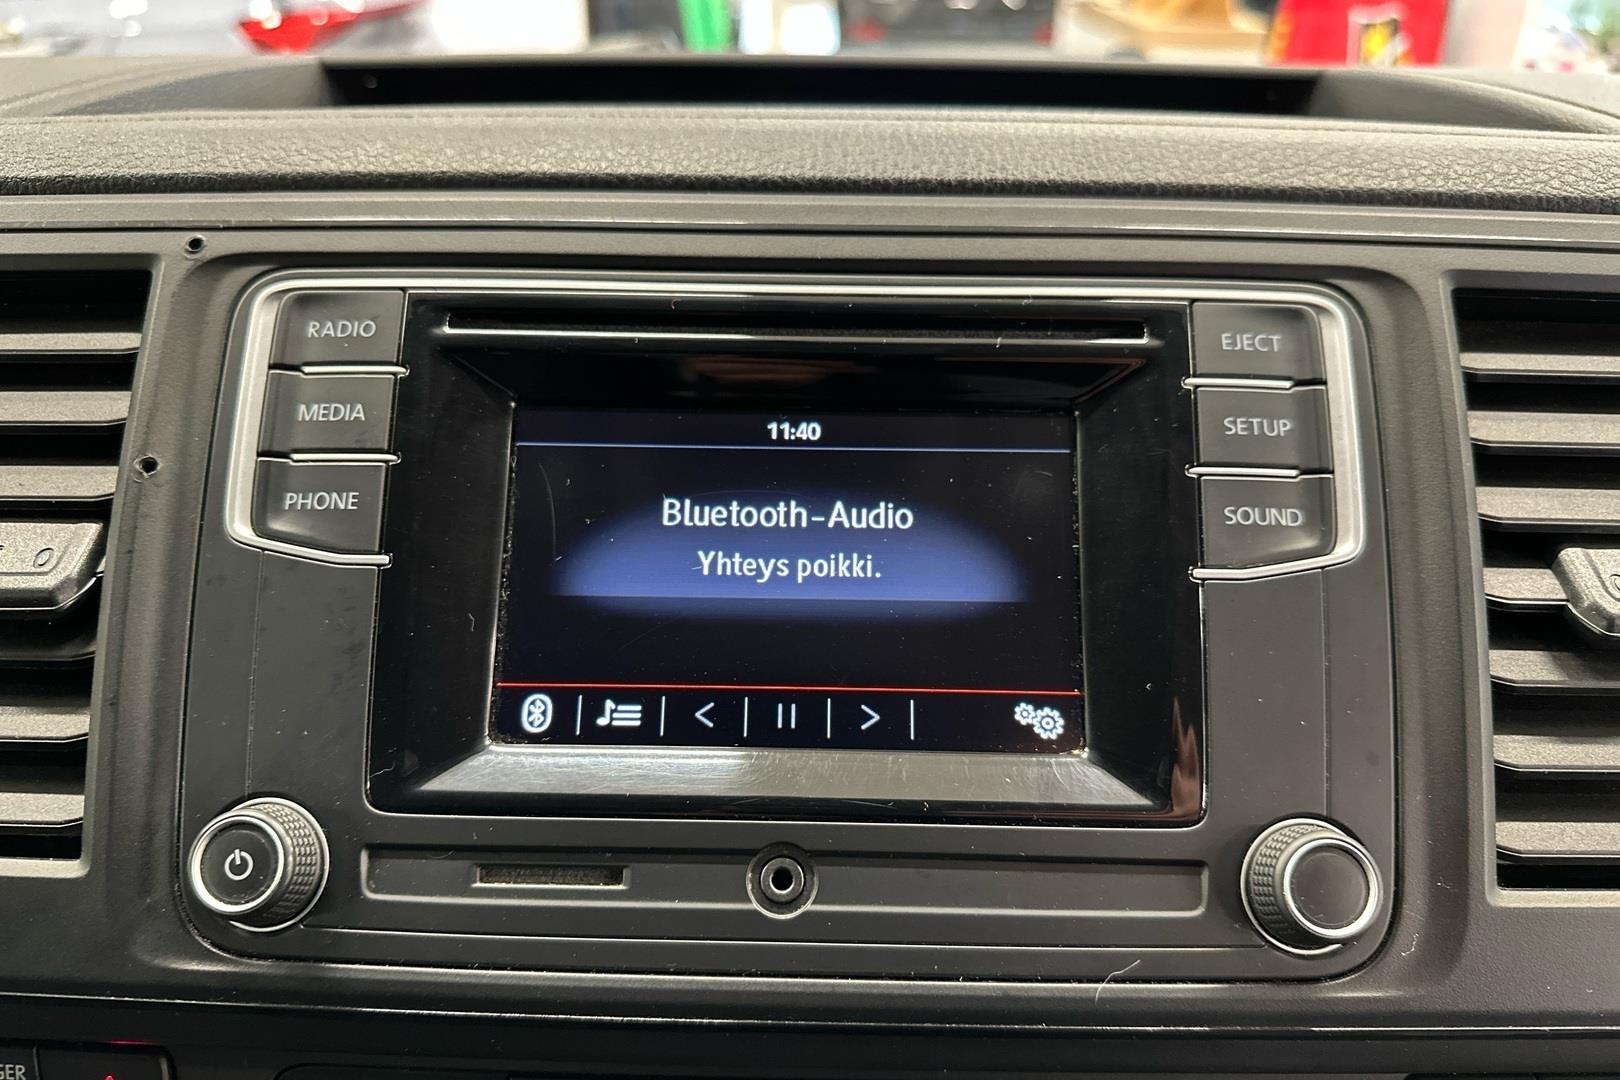 RADIO
MEDIA
PHONE
EJECT
SETUP
SOUND
11:40
Bluetooth-Audio
Yhteys poikki.